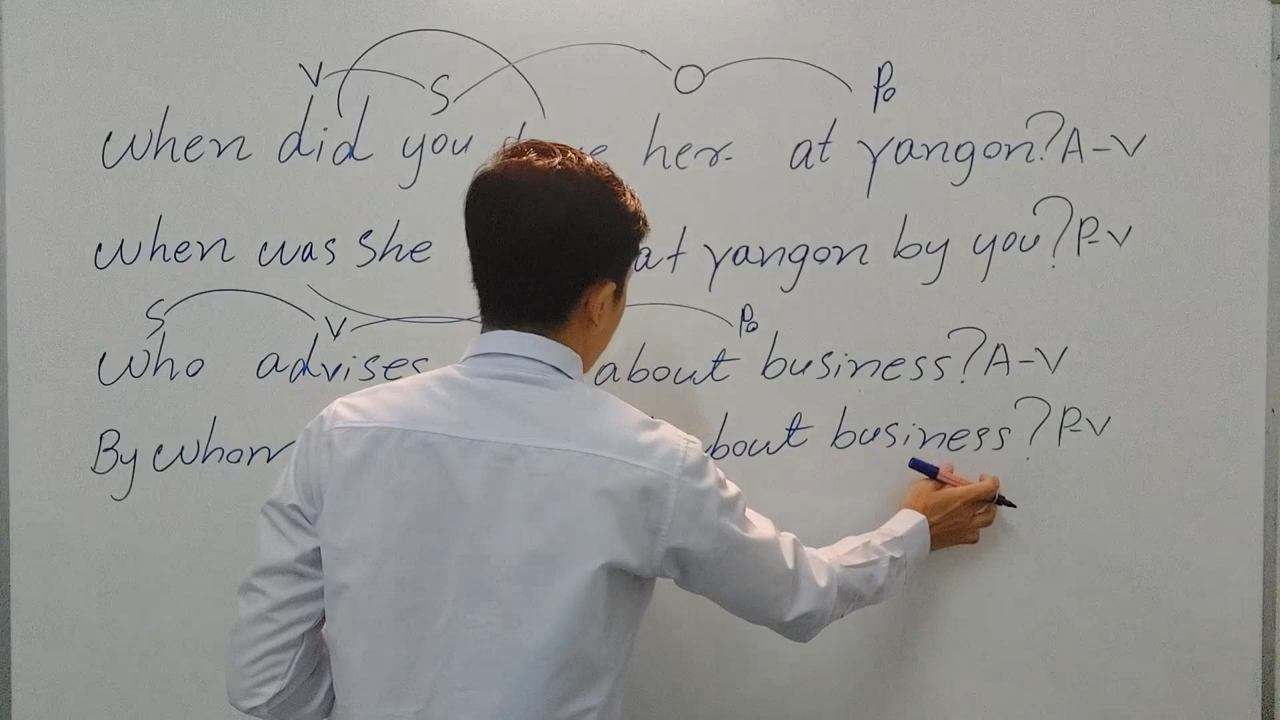 V S O Po
When did you her at yangon? A-V
When was She at yangon by you? P-V
S V Po
Who advises about business? A-V
By whom bout business? P-V